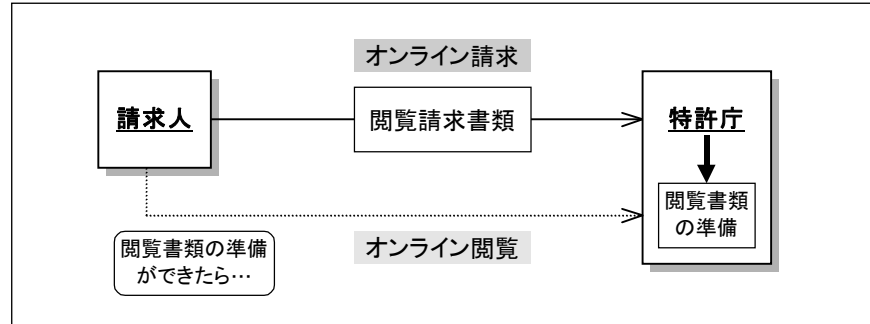 オンライン請求
請求人
閲覧請求書類
特許庁
閲覧書類
の準備
オンライン閲覧
閲覧書類の準備
ができたら…